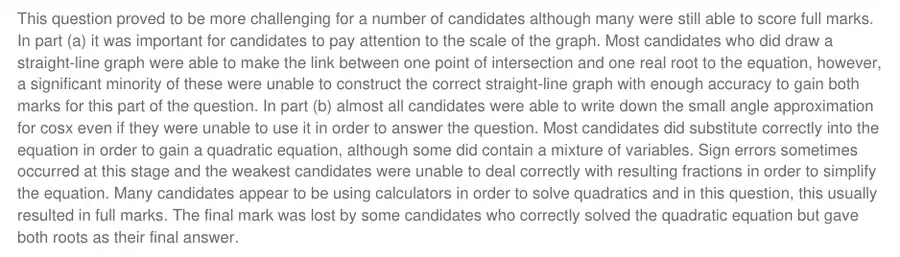 This question proved to be more challenging for a number of candidates although many were still able to score full marks.
In part (a) it was important for candidates to pay attention to the scale of the graph. Most candidates who did draw a
straight-line graph were able to make the link between one point of intersection and one real root to the equation, however,
a significant minority of these were unable to construct the correct straight-line graph with enough accuracy to gain both
marks for this part of the question. In part (b) almost all candidates were able to write down the small angle approximation
for cosx even if they were unable to use it in order to answer the question. Most candidates did substitute correctly into the
equation in order to gain a quadratic equation, although some did contain a mixture of variables. Sign errors sometimes
occurred at this stage and the weakest candidates were unable to deal correctly with resulting fractions in order to simplify
the equation. Many candidates appear to be using calculators in order to solve quadratics and in this question, this usually
resulted in full marks. The final mark was lost by some candidates who correctly solved the quadratic equation but gave
both roots as their final answer.